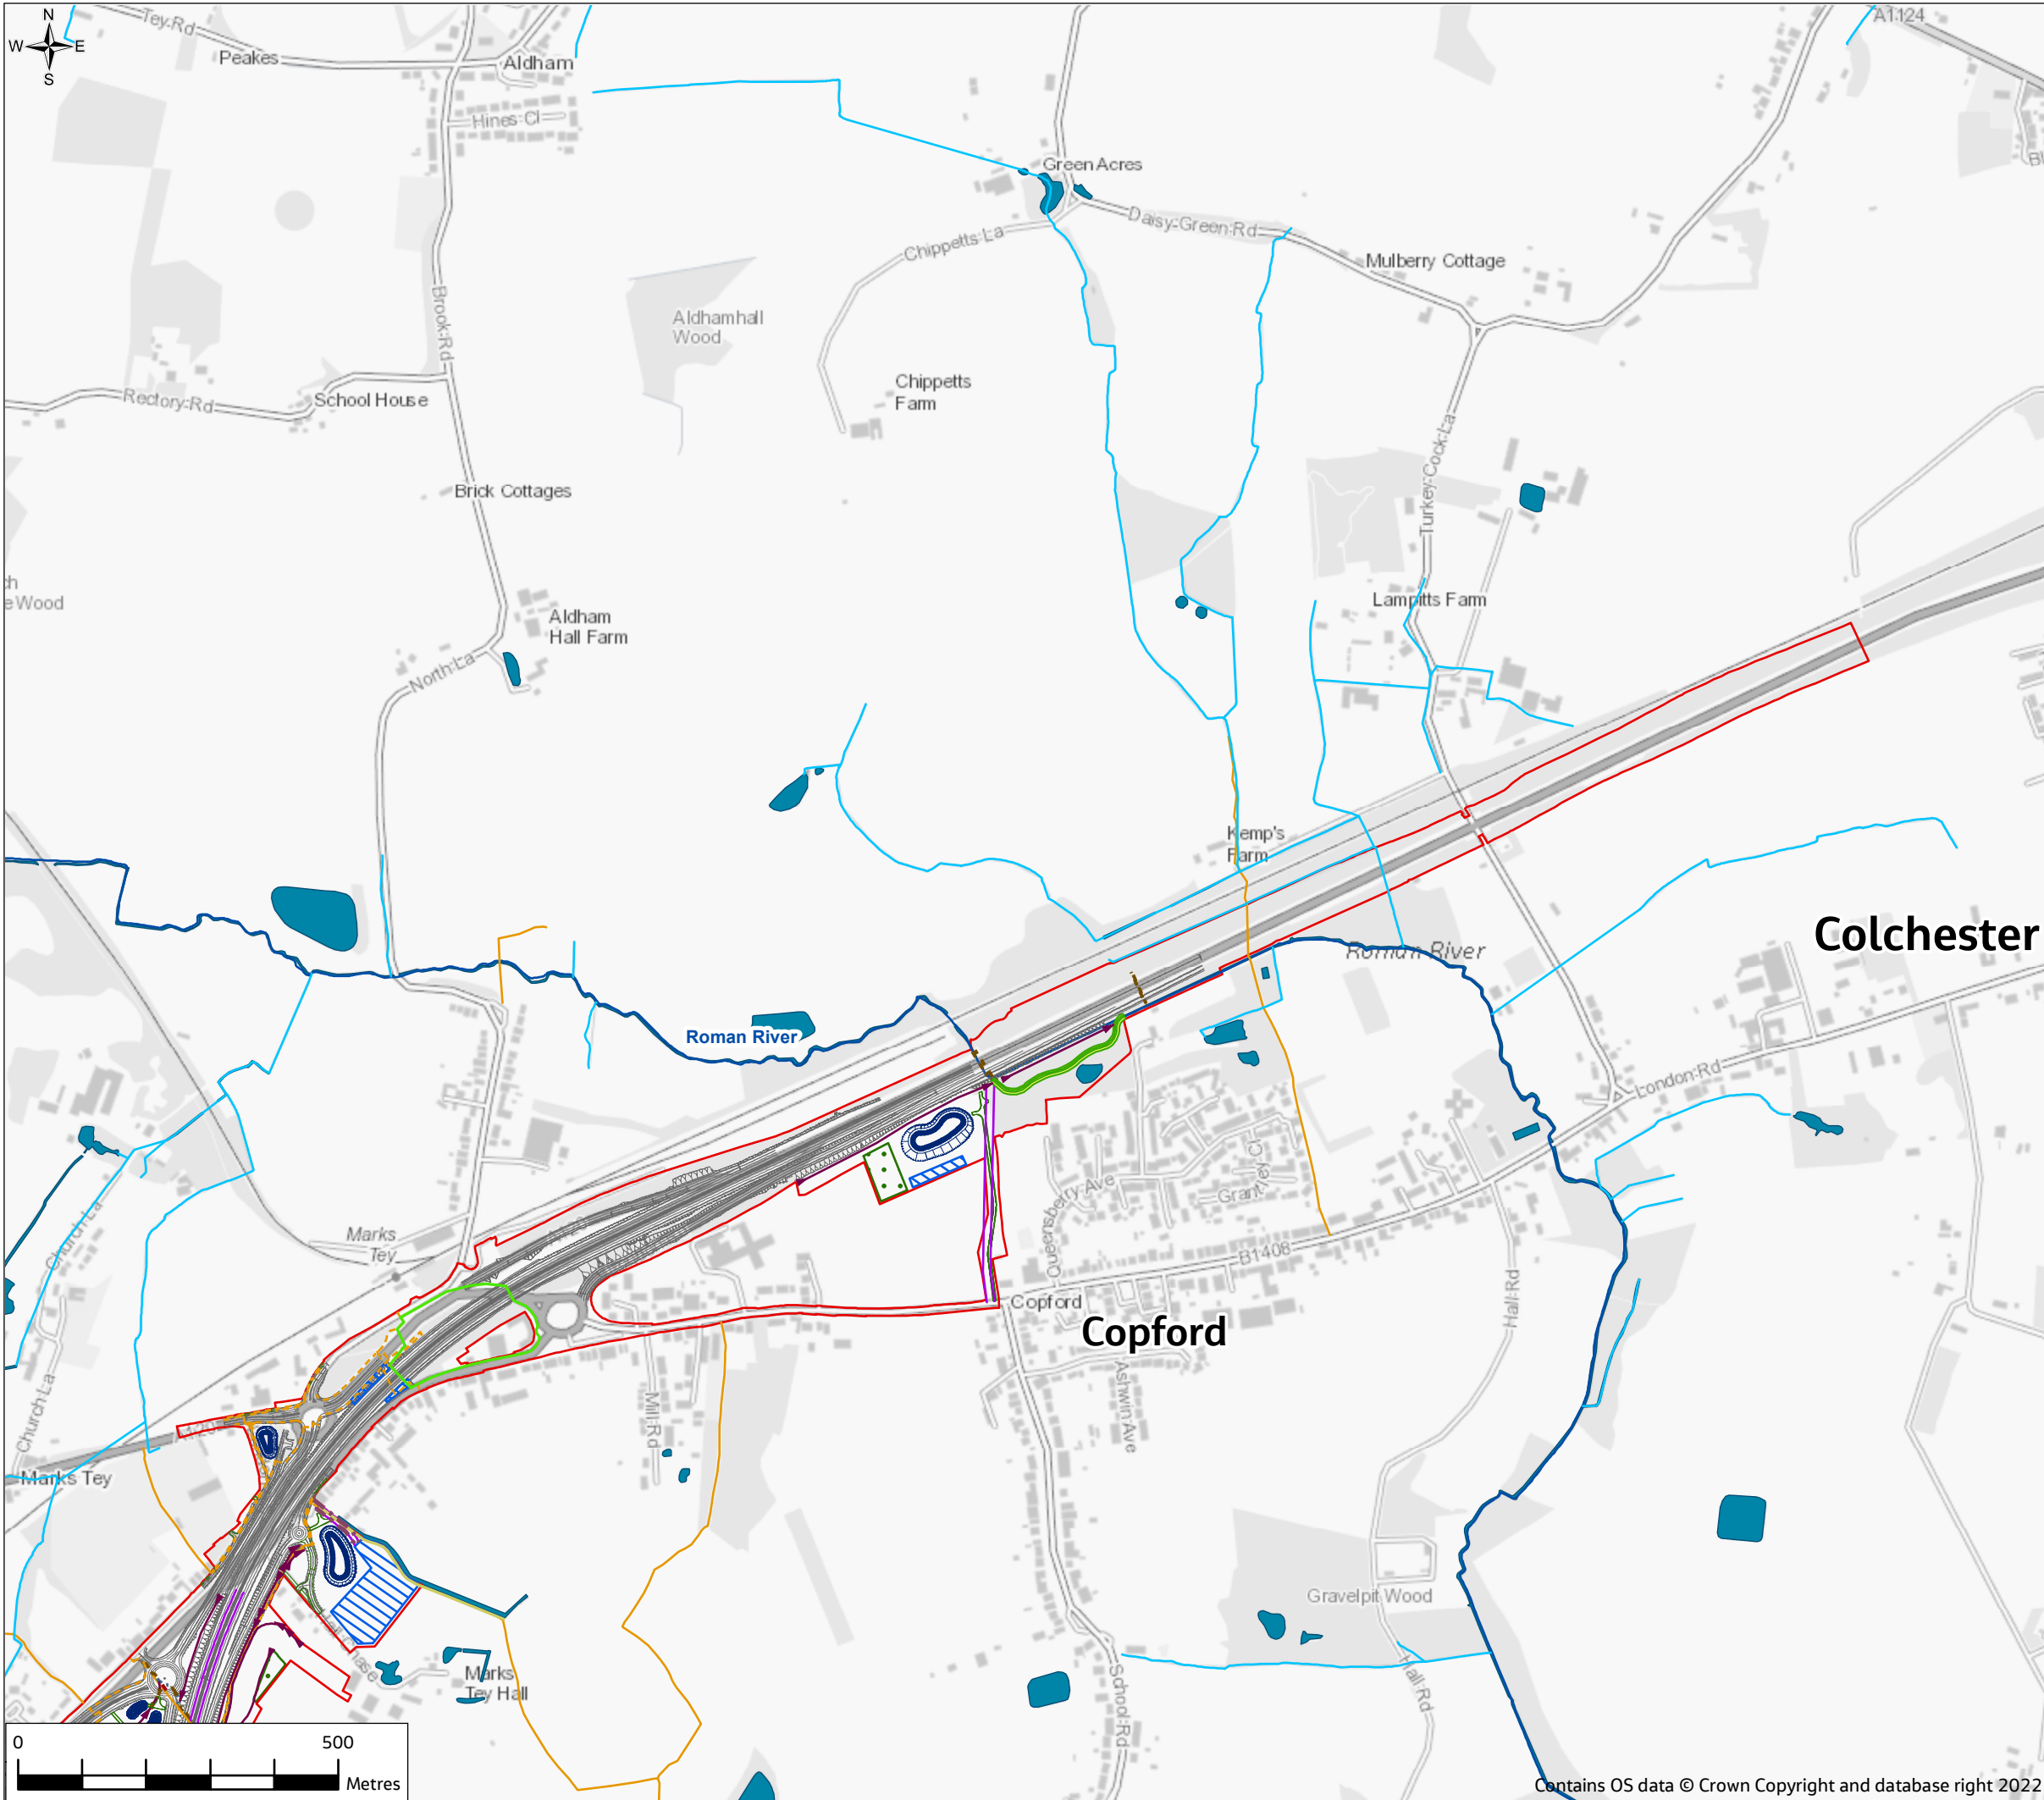 N
W E
S
Tey Rd
Peakes
Aldham
Hines Cl
A1124
Green Acres
Daisy Green Rd
Chippetts La
Mulberry Cottage
Brook Rd
Aldhamhall
Wood
Chippetts
Farm
Rectory Rd
School House
Turkey Cock La
Brick Cottages
e Wood
Lampitts Farm
Aldham
Hall Farm
North La
Kemp's
Farm
Colchester
Roman River
Roman River
London Rd
Church La
Marks
Tey
Queensberry Ave
Grantley Cl
B1408
Copford
Copford
Hall Rd
Mill Rd
Ashwin Ave
Church La
Marks Tey
Gravelpit Wood
Hall Chase
Marks
Tey Hall
School Rd
Hall Rd
0 500
Metres
Contains OS data © Crown Copyright and database right 2022